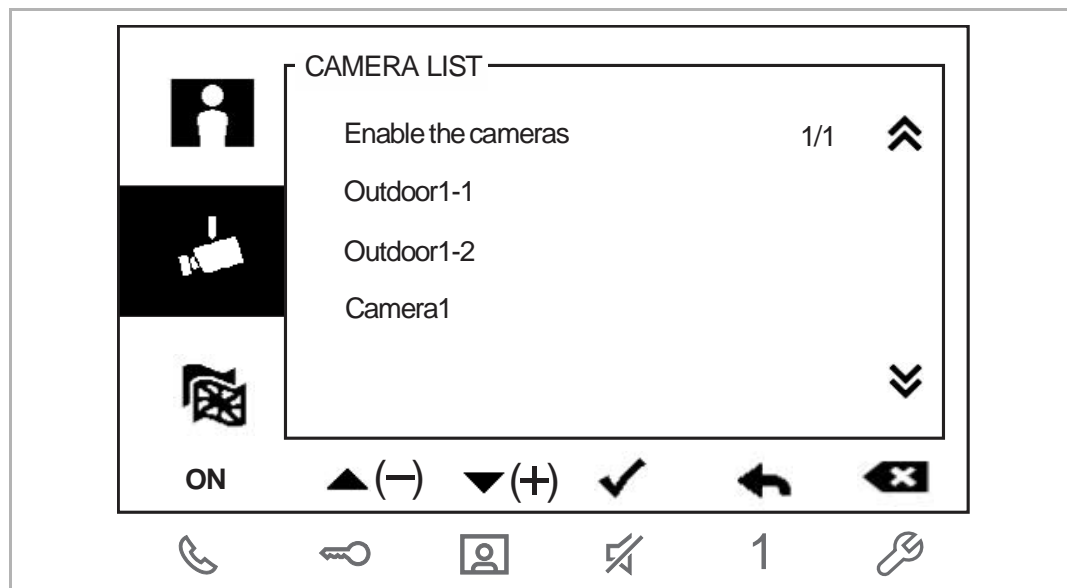 CAMERA LIST
Enable the cameras 1/1
Outdoor1-1
Outdoor1-2
Camera1
ON (−) (+)
1